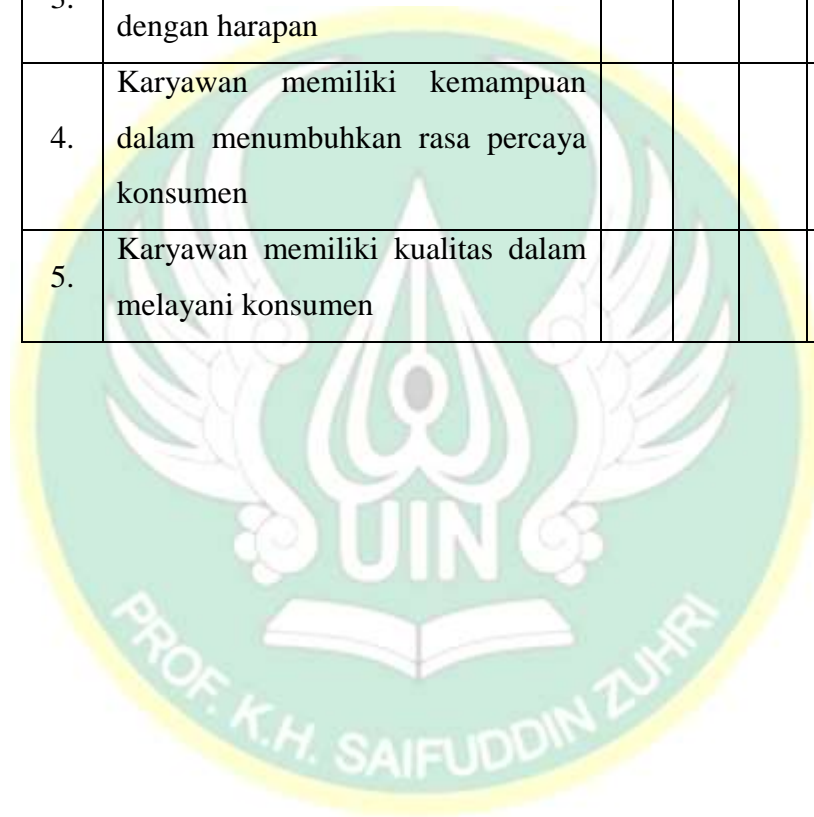 dengan harapan
Karyawan memiliki kemampuan
4. dalam menumbuhkan rasa percaya
konsumen
5. Karyawan memiliki kualitas dalam
melayani konsumen
UIN
PROF. K.H. SAIFUDDIN ZUHRI